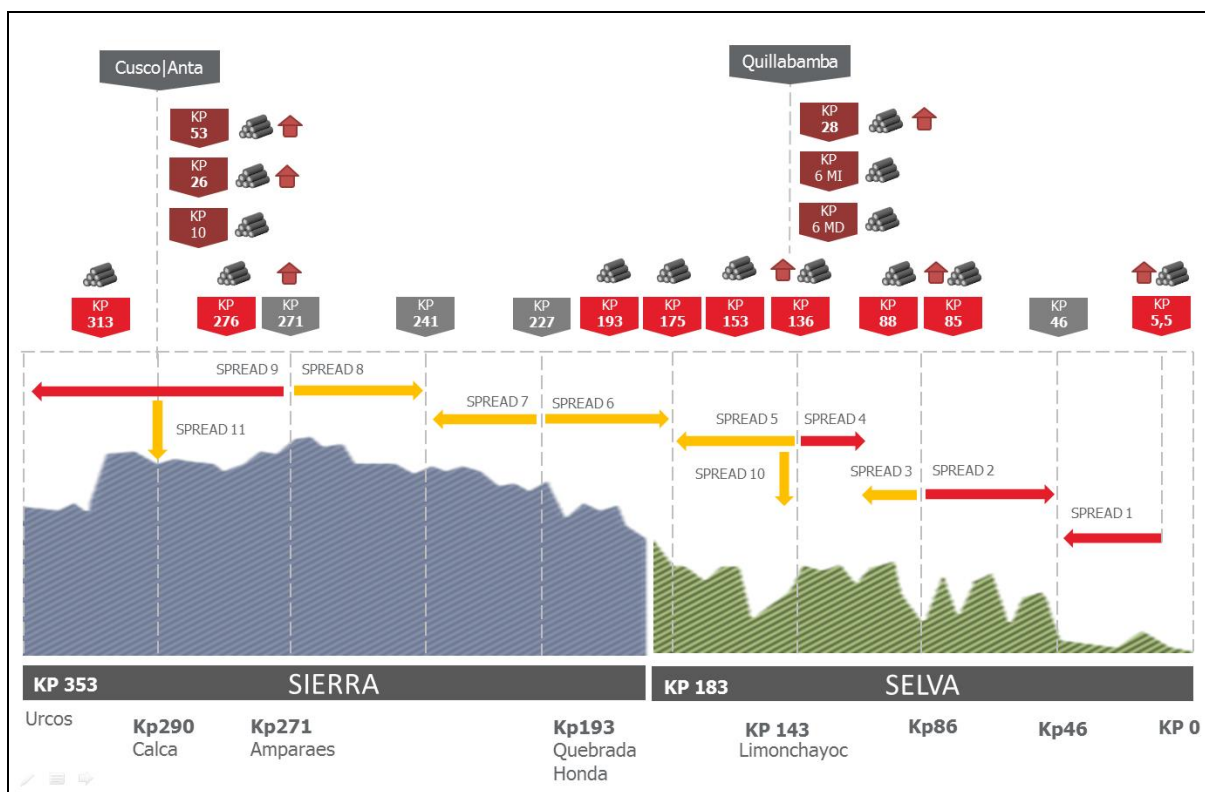 Cusco|Anta
Quillabamba
KP
53
KP
28
KP
26
KP
6 MI
KP
10
KP
6 MD
KP
313
KP
276
KP
271
KP
241
KP
227
KP
193
KP
175
KP
153
KP
136
KP
88
KP
85
KP
46
KP
5,5
SPREAD 9
SPREAD 8
SPREAD 7
SPREAD 6
SPREAD 5
SPREAD 4
SPREAD 11
SPREAD 10
SPREAD 3
SPREAD 2
SPREAD 1
KP 353
SIERRA
KP 183
SELVA
Urcos
Kp290
Calca
Kp271
Amparaes
Kp193
Quebrada
Honda
KP 143
Limonchayoc
Kp86
Kp46
KP 0